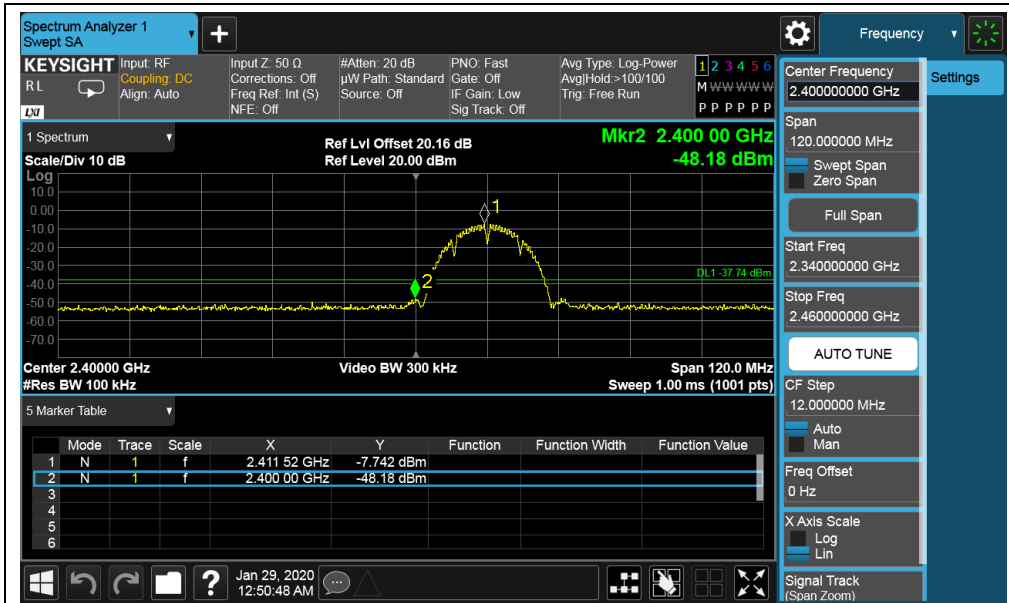 Spectrum Analyzer 1
Swept SA
+
Frequency
KEYSIGHT
R L
LXI
Input: RF
Coupling: DC
Align: Auto
Input Z: 50 Ω
Corrections: Off
Freq Ref: Int (S)
NFE: Off
#Atten: 20 dB
µW Path: Standard
Source: Off
PNO: Fast
Gate: Off
IF Gain: Low
Sig Track: Off
Avg Type: Log-Power
Avg|Hold:>100/100
Trig: Free Run
1 2 3 4 5 6
M W W W W W
P P P P P P
1 Spectrum
Scale/Div 10 dB
Log
Ref Lvl Offset 20.16 dB
Ref Level 20.00 dBm
Mkr2 2.400 00 GHz
-48.18 dBm
10.0
0.00
-10.0
-20.0
-30.0
-40.0
-50.0
-60.0
-70.0
1
2
DL1 -37.74 dBm
Center 2.40000 GHz
#Res BW 100 kHz
Video BW 300 kHz
Span 120.0 MHz
Sweep 1.00 ms (1001 pts)
5 Marker Table
Mode Trace Scale X Y Function Function Width Function Value
1 N 1 f 2.411 52 GHz -7.742 dBm
2 N 1 f 2.400 00 GHz -48.18 dBm
3
4
5
6
?
Jan 29, 2020
12:50:48 AM
Center Frequency
2.400000000 GHz
Settings
Span
120.000000 MHz
Swept Span
Zero Span
Full Span
Start Freq
2.340000000 GHz
Stop Freq
2.460000000 GHz
AUTO TUNE
CF Step
12.000000 MHz
Auto
Man
Freq Offset
0 Hz
X Axis Scale
Log
Lin
Signal Track
(Span Zoom)